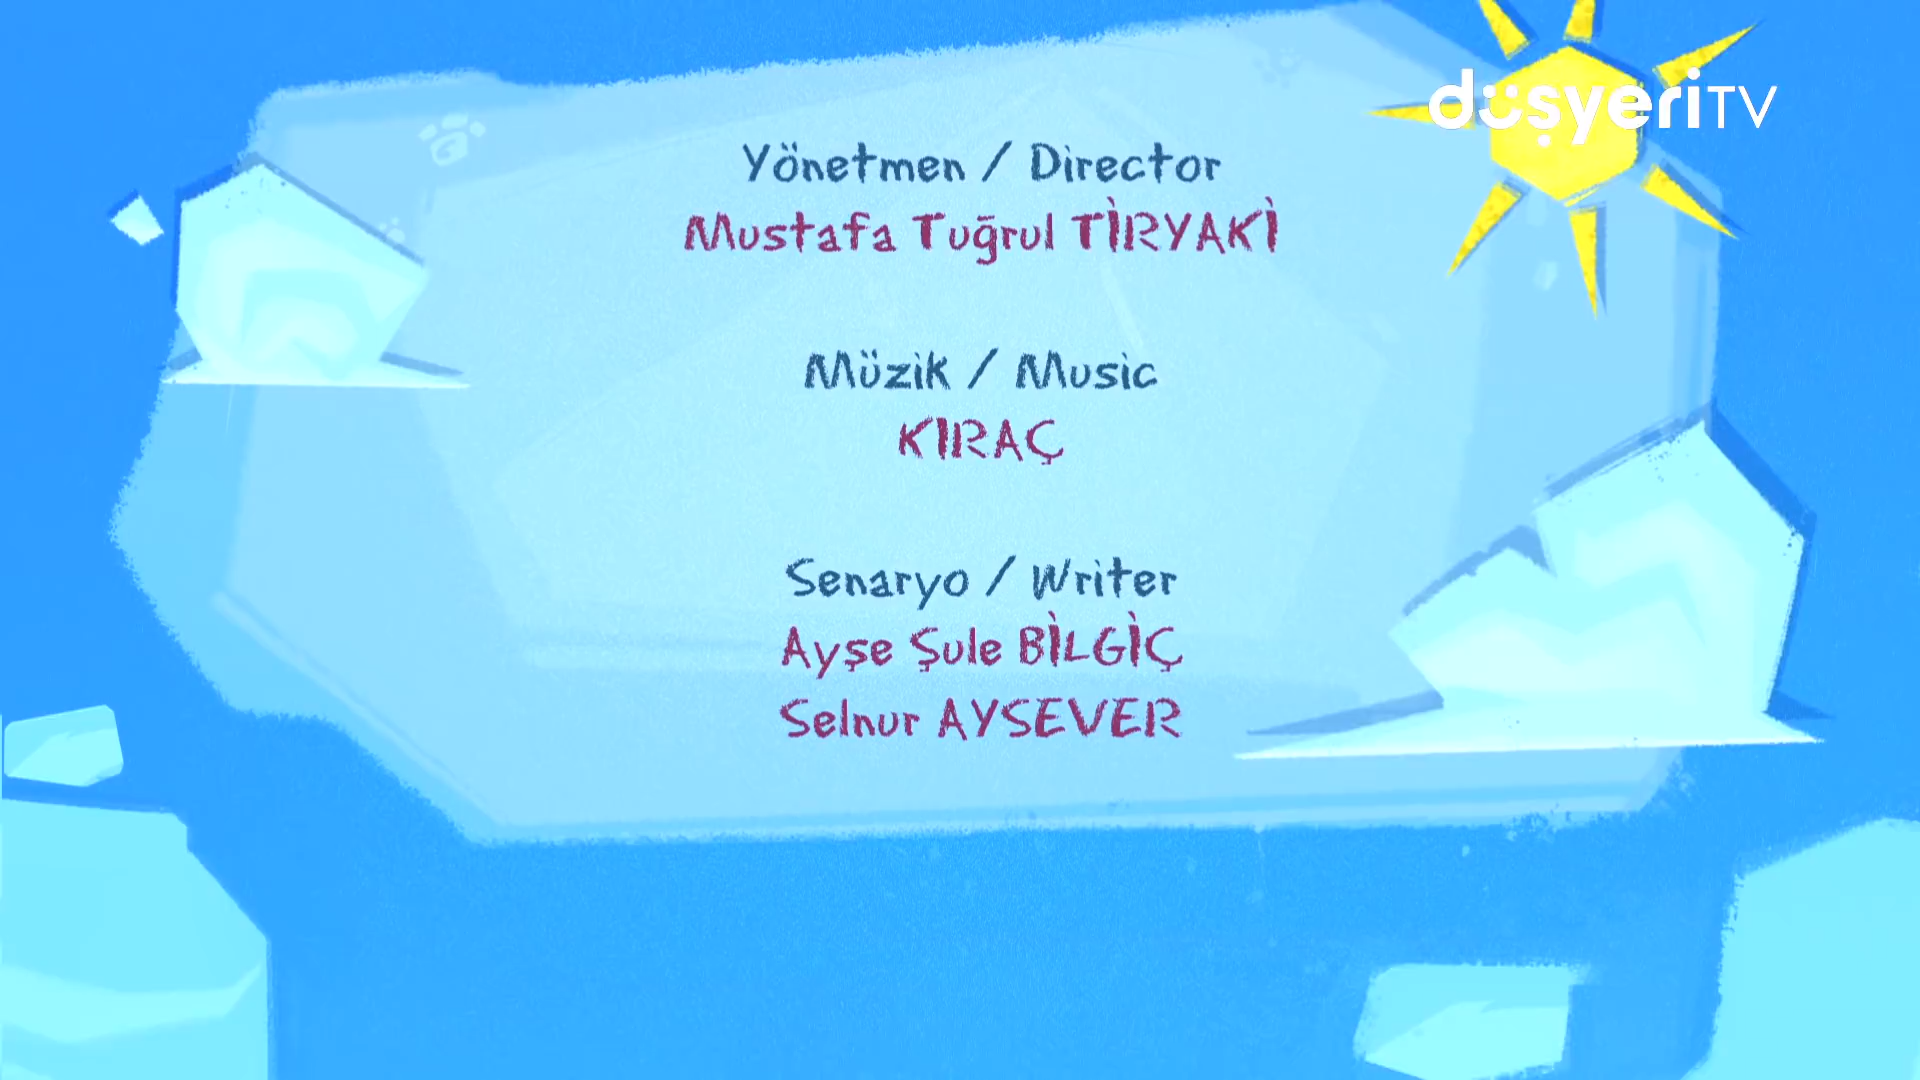 düşyeriTV
Yönetmen / Director
Mustafa Tuğrul TİRYAKİ
Müzik / Music
KIRAÇ
Senaryo / Writer
Ayşe Şule BİLGİÇ
Selnur AYSEVER